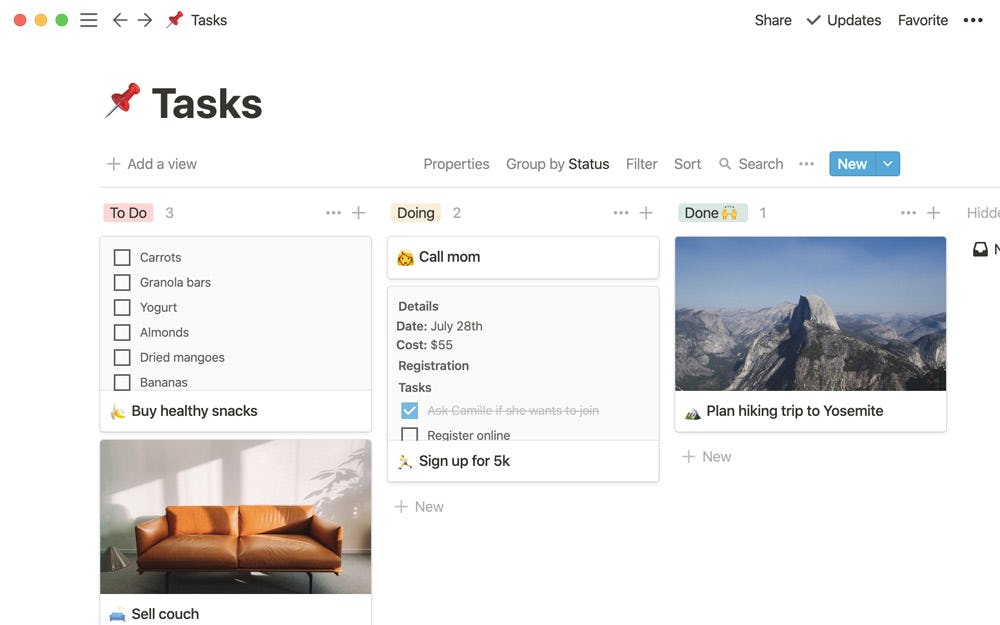 Tasks
Share
Updates
Favorite
Tasks
Add a view
Properties
Group by Status
Filter
Sort
Search
New
To Do 3
Carrots
Granola bars
Yogurt
Almonds
Dried mangoes
Bananas
Buy healthy snacks
Sell couch
Doing 2
Call mom
Details
Date: July 28th
Cost: $55
Registration
Tasks
Ask Camille if she wants to join
Register online
Sign up for 5k
New
Done 1
Plan hiking trip to Yosemite
New